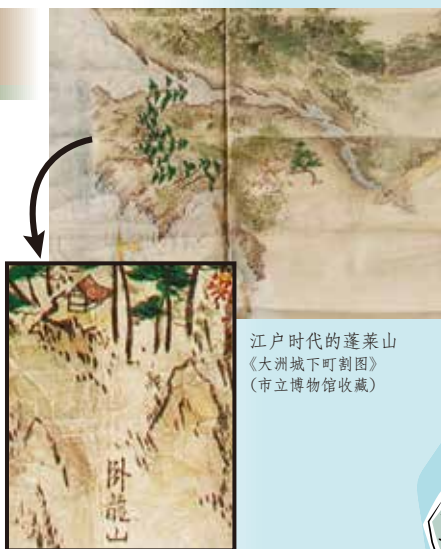 江户时代的蓬莱山
《大洲城下町割图》
(市立博物馆收藏)
卧龍山